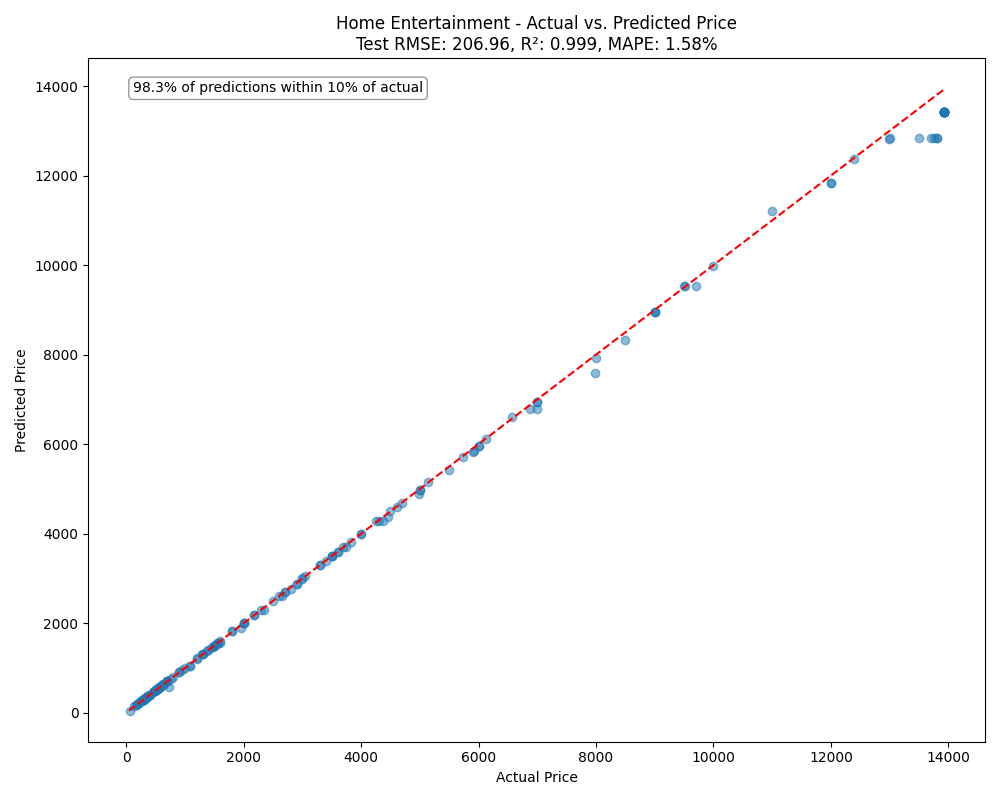 Home Entertainment - Actual vs. Predicted Price
Test RMSE: 206.96, R²: 0.999, MAPE: 1.58%
98.3% of predictions within 10% of actual
14000
12000
10000
8000
6000
4000
2000
0
Predicted Price
0 2000 4000 6000 8000 10000 12000 14000
Actual Price